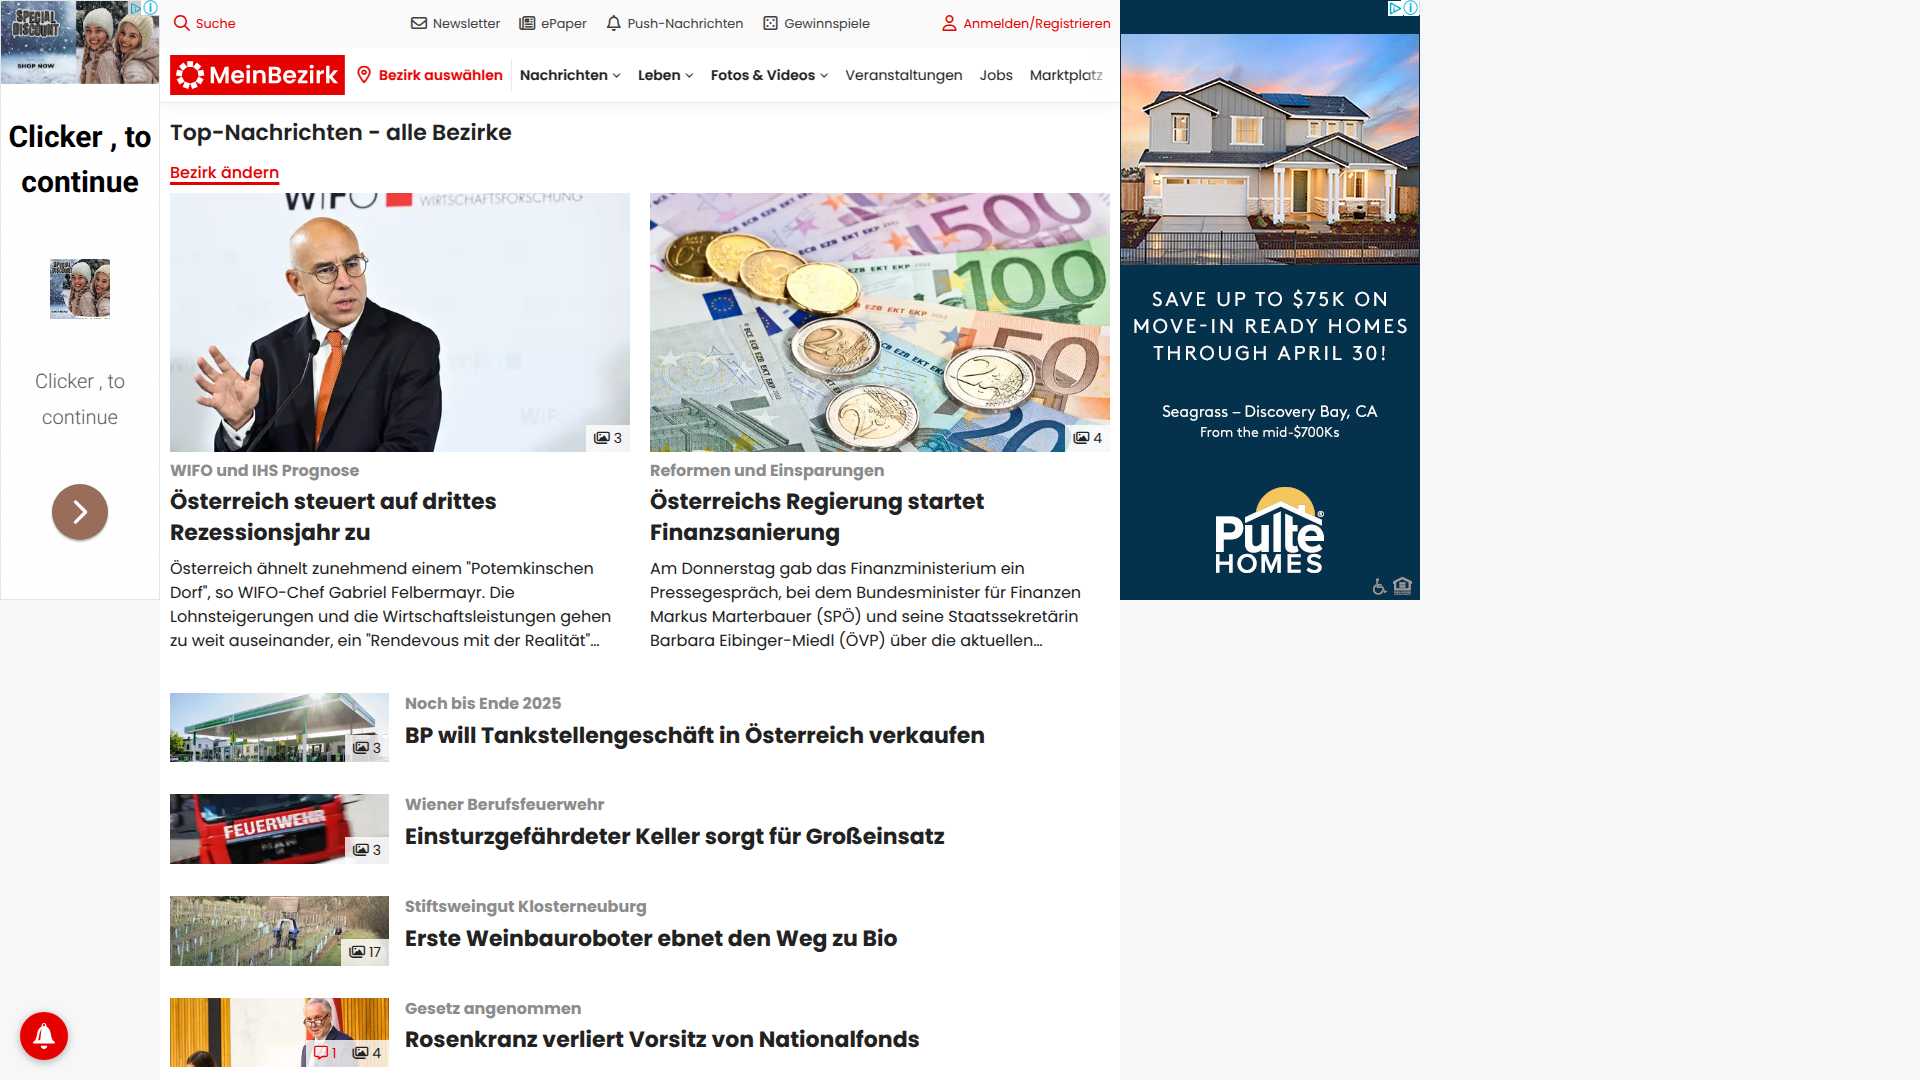 SPECIAL
DISCOUNT
SHOP NOW
Clicker , to
continue
Clicker , to
continue
Suche
Newsletter
ePaper
Push-Nachrichten
Gewinnspiele
Anmelden/Registrieren
MeinBezirk
Bezirk auswählen
Nachrichten
Leben
Fotos & Videos
Veranstaltungen
Jobs
Marktplatz
Top-Nachrichten - alle Bezirke
Bezirk ändern
WIFO
WIRTSCHAFTSFORSCHUNG
3
WIFO und IHS Prognose
Österreich steuert auf drittes
Rezessionsjahr zu
Österreich ähnelt zunehmend einem "Potemkinschen
Dorf", so WIFO-Chef Gabriel Felbermayr. Die
Lohnsteigerungen und die Wirtschaftsleistungen gehen
zu weit auseinander, ein "Rendevous mit der Realität"...
500
100
50
20
4
Reformen und Einsparungen
Österreichs Regierung startet
Finanzsanierung
Am Donnerstag gab das Finanzministerium ein
Pressegespräch, bei dem Bundesminister für Finanzen
Markus Marterbauer (SPÖ) und seine Staatssekretärin
Barbara Eibinger-Miedl (ÖVP) über die aktuellen...
3
Noch bis Ende 2025
BP will Tankstellengeschäft in Österreich verkaufen
FEUERWEHR
MAN
3
Wiener Berufsfeuerwehr
Einsturzgefährdeter Keller sorgt für Großeinsatz
17
Stiftsweingut Klosterneuburg
Erste Weinbauroboter ebnet den Weg zu Bio
1
4
Gesetz angenommen
Rosenkranz verliert Vorsitz von Nationalfonds
SAVE UP TO $75K ON
MOVE-IN READY HOMES
THROUGH APRIL 30!
Seagrass – Discovery Bay, CA
From the mid-$700Ks
Pulte®
HOMES